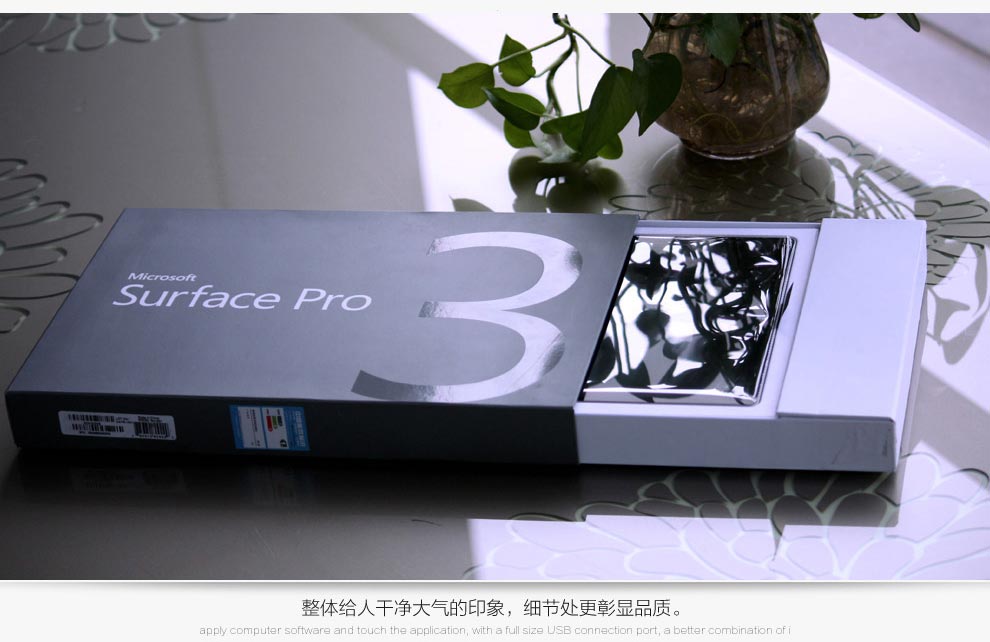 Microsoft
Surface Pro
3
整体给人干净大气的印象，细节处更彰显品质。
apply computer software and touch the application, with a full size USB connection port, a better combination of i